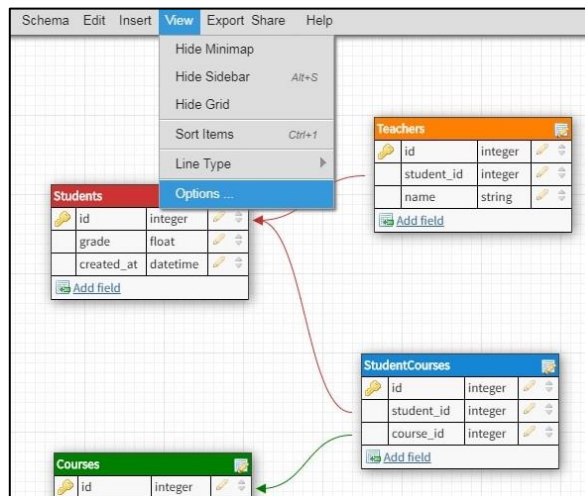 Schema Edit Insert View Export Share Help
Hide Minimap
Hide Sidebar Alt+S
Hide Grid
Sort Items Ctrl+1
Line Type
Options ...
Teachers
id integer
student_id integer
name string
Add field
Students
id integer
grade float
created_at datetime
Add field
StudentCourses
id integer
student_id integer
course_id integer
Add field
Courses
id integer